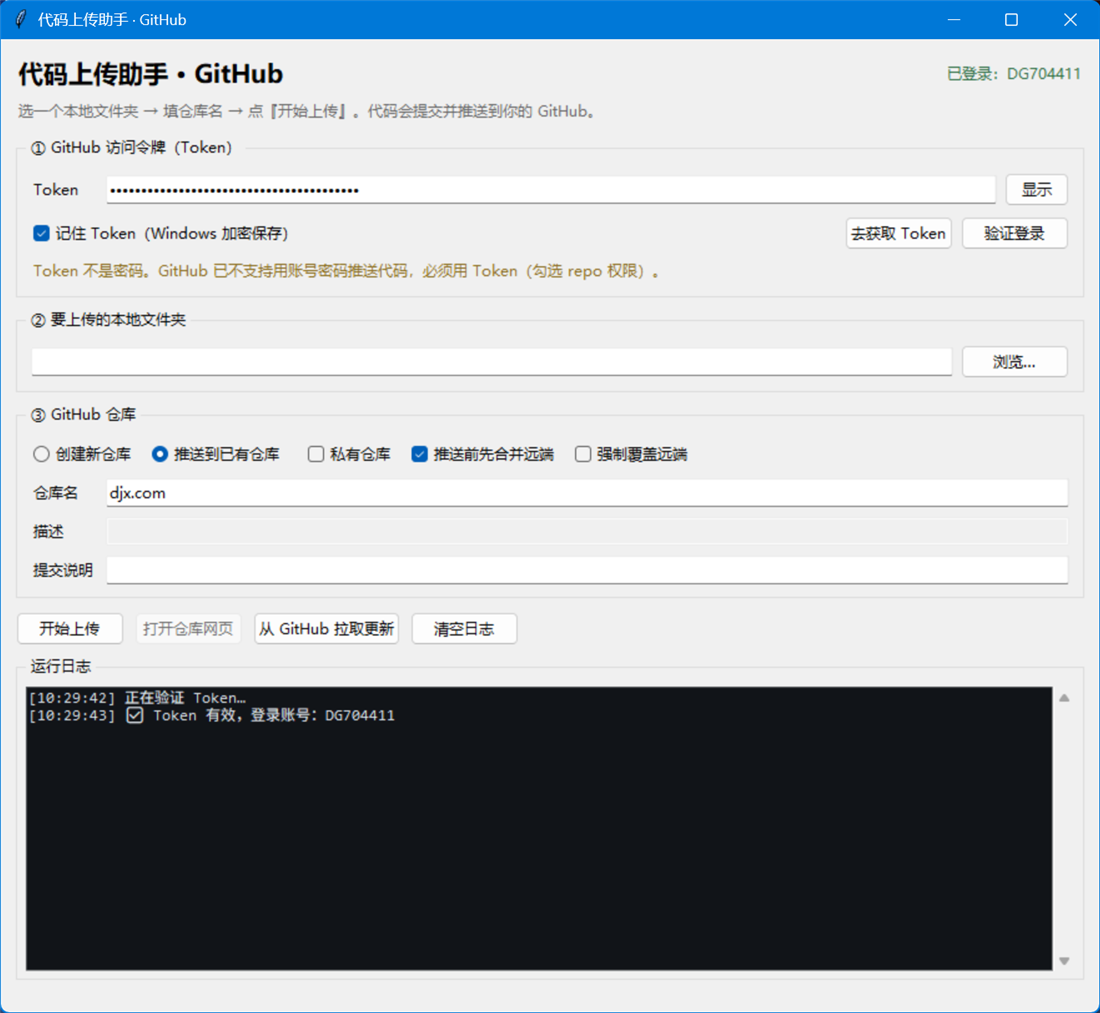 代码上传助手 · GitHub
代码上传助手 · GitHub
已登录：DG704411
选一个本地文件夹 → 填仓库名 → 点『开始上传』。代码会提交并推送到你的 GitHub。
① GitHub 访问令牌（Token）
Token
••••••••••••••••••••••••••••••••••••••••
显示
记住 Token（Windows 加密保存）
去获取 Token
验证登录
Token 不是密码。GitHub 已不支持用账号密码推送代码，必须用 Token（勾选 repo 权限）。
② 要上传的本地文件夹
浏览...
③ GitHub 仓库
创建新仓库 推送到已有仓库 私有仓库 推送前先合并远端 强制覆盖远端
仓库名 djx.com
描述
提交说明
开始上传 打开仓库网页 从 GitHub 拉取更新 清空日志
运行日志
[10:29:42] 正在验证 Token…
[10:29:43] ☑ Token 有效，登录账号：DG704411